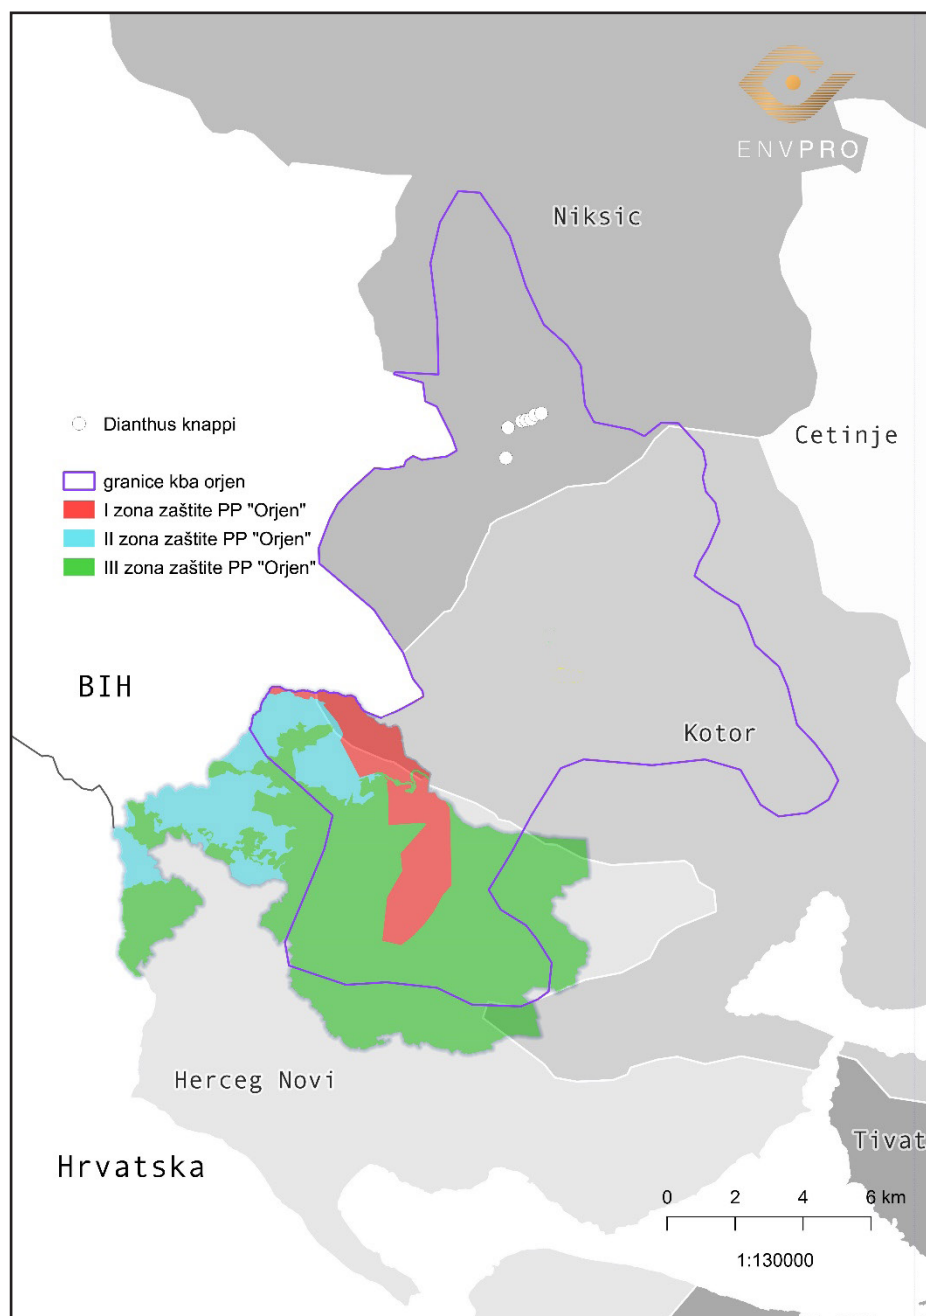 ENVPRO
Niksic
Cetinje
Dianthus knappi
granice kba orjen
I zona zaštite PP "Orjen"
II zona zaštite PP "Orjen"
III zona zaštite PP "Orjen"
BIH
Kotor
Herceg Novi
Tivat
Hrvatska
0 2 4 6 km
1:130000